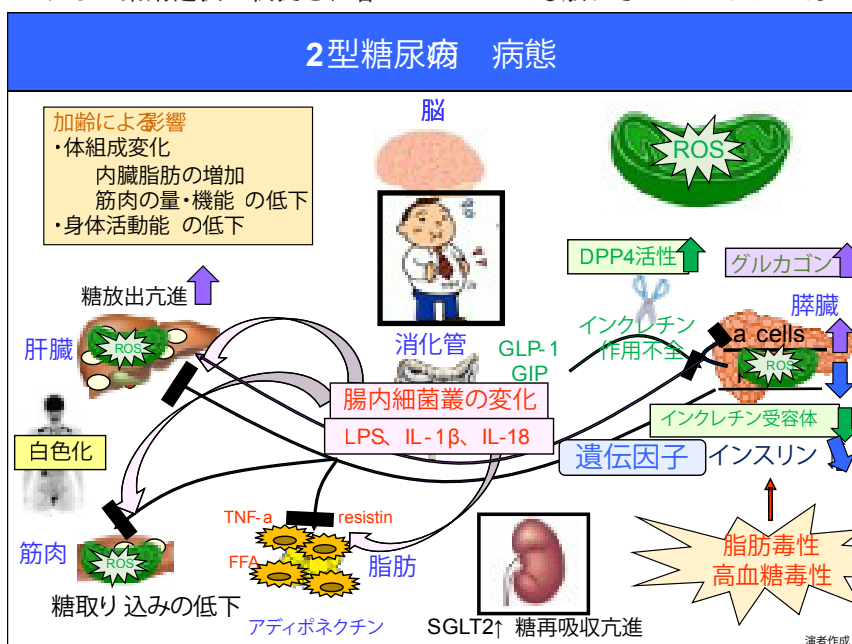 2型糖尿病の 病態
加齢による影響
・体組成変化
内臓脂肪の増加
筋肉の量・機能 の低下
・身体活動能 の低下
脳
ROS
DPP4活性
グルカゴン
糖放出亢進
肝臓
ROS
消化管
GLP-1
GIP
インクレチン
作用不全
膵臓
a cells
ROS
腸内細菌叢の変化
LPS、IL-1β、IL-18
インクレチン受容体
白色化
遺伝因子
インスリン
TNF-a
resistin
FFA
脂肪
筋肉
ROS
糖取り込みの低下
アディポネクチン
SGLT2↑ 糖再吸収亢進
脂肪毒性
高血糖毒性
演者作成